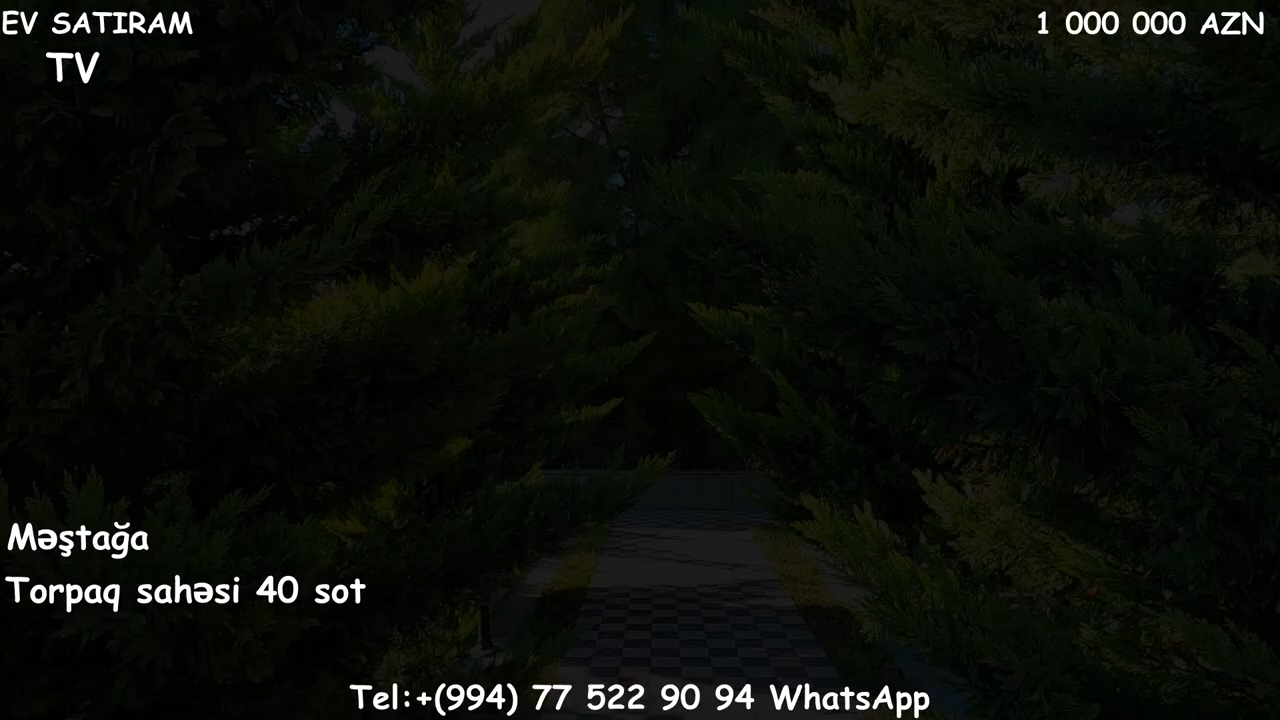 EV SATIRAM
TV
1 000 000 AZN
Məştağa
Torpaq sahəsi 40 sot
Tel:+(994) 77 522 90 94 WhatsApp